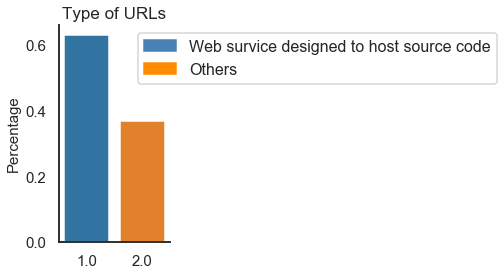 Type of URLs
Web survice designed to host source code
Others
Percentage
0.6
0.4
0.2
0.0
1.0 2.0